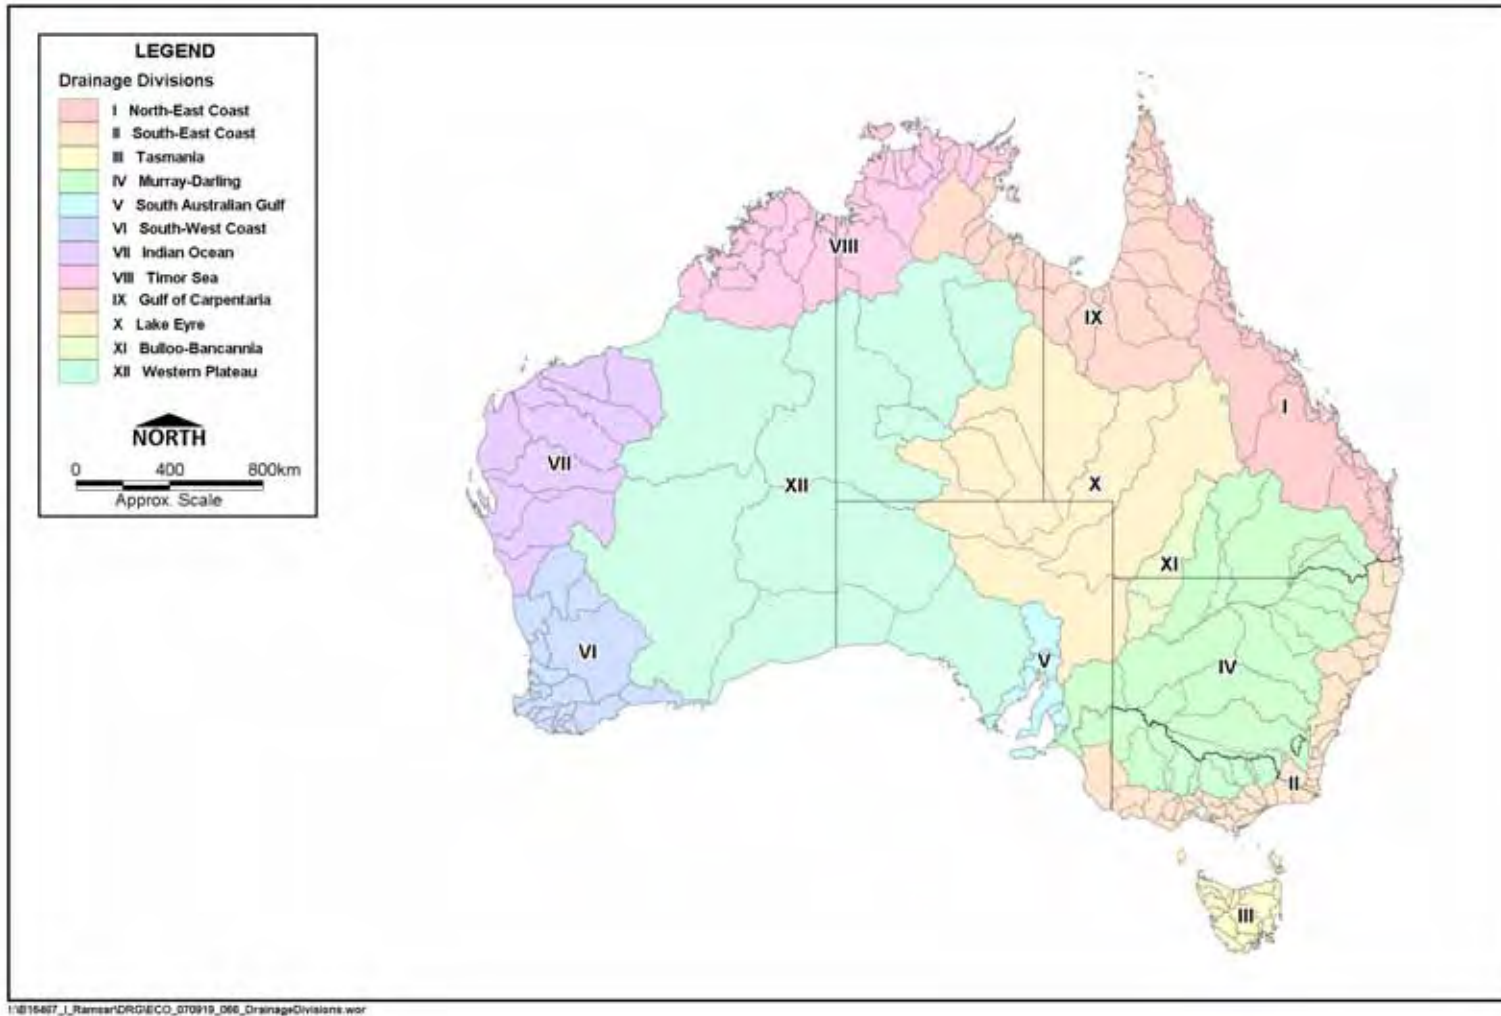 LEGEND
Drainage Divisions
I North-East Coast
II South-East Coast
III Tasmania
IV Murray-Darling
V South Australian Gulf
VI South-West Coast
VII Indian Ocean
VIII Timor Sea
IX Gulf of Carpentaria
X Lake Eyre
XI Bulloo-Bancannia
XII Western Plateau
NORTH
0 400 800km
Approx. Scale
VIII
IX
I
VII
XII
X
XI
VI
V
IV
II
III